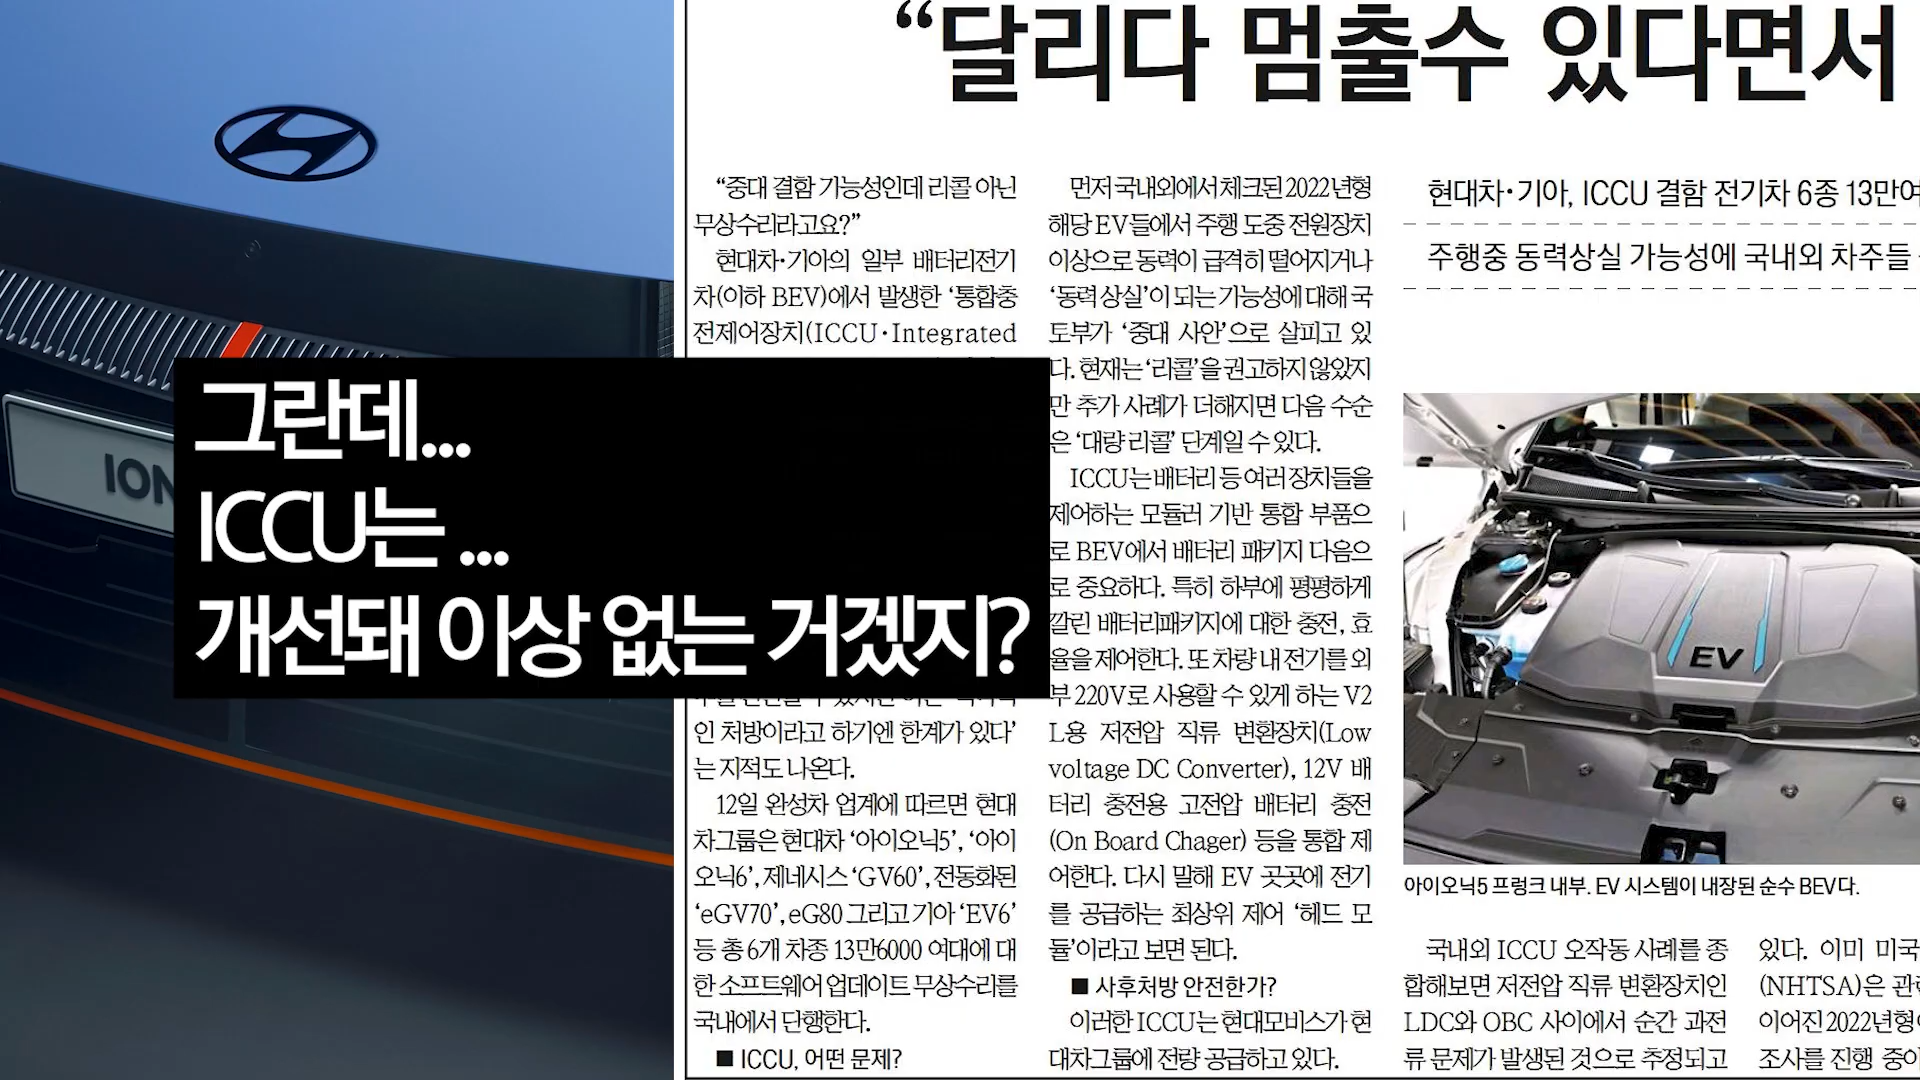 “달리다 멈출수 있다면서
ION
그란데...
ICCU는 ...
개선돼 이상 없는 거겠지?
“중대 결함 가능성인데 리콜 아닌
무상수리라고요?”
현대차·기아의 일부 배터리전기
차(이하 BEV)에서 발생한 ‘통합충
전제어장치(ICCU·Integrated
인 처방이라고 하기엔 한계가 있다’
는 지적도 나온다.
12일 완성차 업계에 따르면 현대
차그룹은 현대차 ‘아이오닉5’, ‘아이
오닉6’, 제네시스 ‘GV60’, 전동화된
‘eGV70’, eG80 그리고 기아 ‘EV6’
등 총 6개 차종 13만6000 여대에 대
한 소프트웨어 업데이트 무상수리를
국내에서 단행한다.
■ ICCU, 어떤 문제?
먼저 국내외에서 체크된 2022년형
해당 EV들에서 주행 도중 전원장치
이상으로 동력이 급격히 떨어지거나
‘동력 상실’이 되는 가능성에 대해 국
토부가 ‘중대 사안’으로 살피고 있
다. 현재는 ‘리콜’을 권고하지 않았지
만 추가 사례가 더해지면 다음 수순
은 ‘대량 리콜’ 단계일 수 있다.
ICCU는 배터리 등 여러 장치들을
제어하는 모듈러 기반 통합 부품으
로 BEV에서 배터리 패키지 다음으
로 중요하다. 특히 하부에 평평하게
깔린 배터리패키지에 대한 충전, 효
율을 제어한다. 또 차량 내 전기를 외
부 220V로 사용할 수 있게 하는 V2
L용 저전압 직류 변환장치(Low
voltage DC Converter), 12V 배
터리 충전용 고전압 배터리 충전
(On Board Chager) 등을 통합 제
어한다. 다시 말해 EV 곳곳에 전기
를 공급하는 최상위 제어 ‘헤드 모
듈’이라고 보면 된다.
■ 사후처방 안전한가?
이러한 ICCU는 현대모비스가 현
대차그룹에 전량 공급하고 있다.
현대차·기아, ICCU 결함 전기차 6종 13만여
주행중 동력상실 가능성에 국내외 차주들
EV
아이오닉5 프렁크 내부. EV 시스템이 내장된 순수 BEV다.
국내외 ICCU 오작동 사례를 종
합해보면 저전압 직류 변환장치인
LDC와 OBC 사이에서 순간 과전
류 문제가 발생된 것으로 추정되고
있다. 이미 미국
(NHTSA)은 관
이어진 2022년형
조사를 진행 중